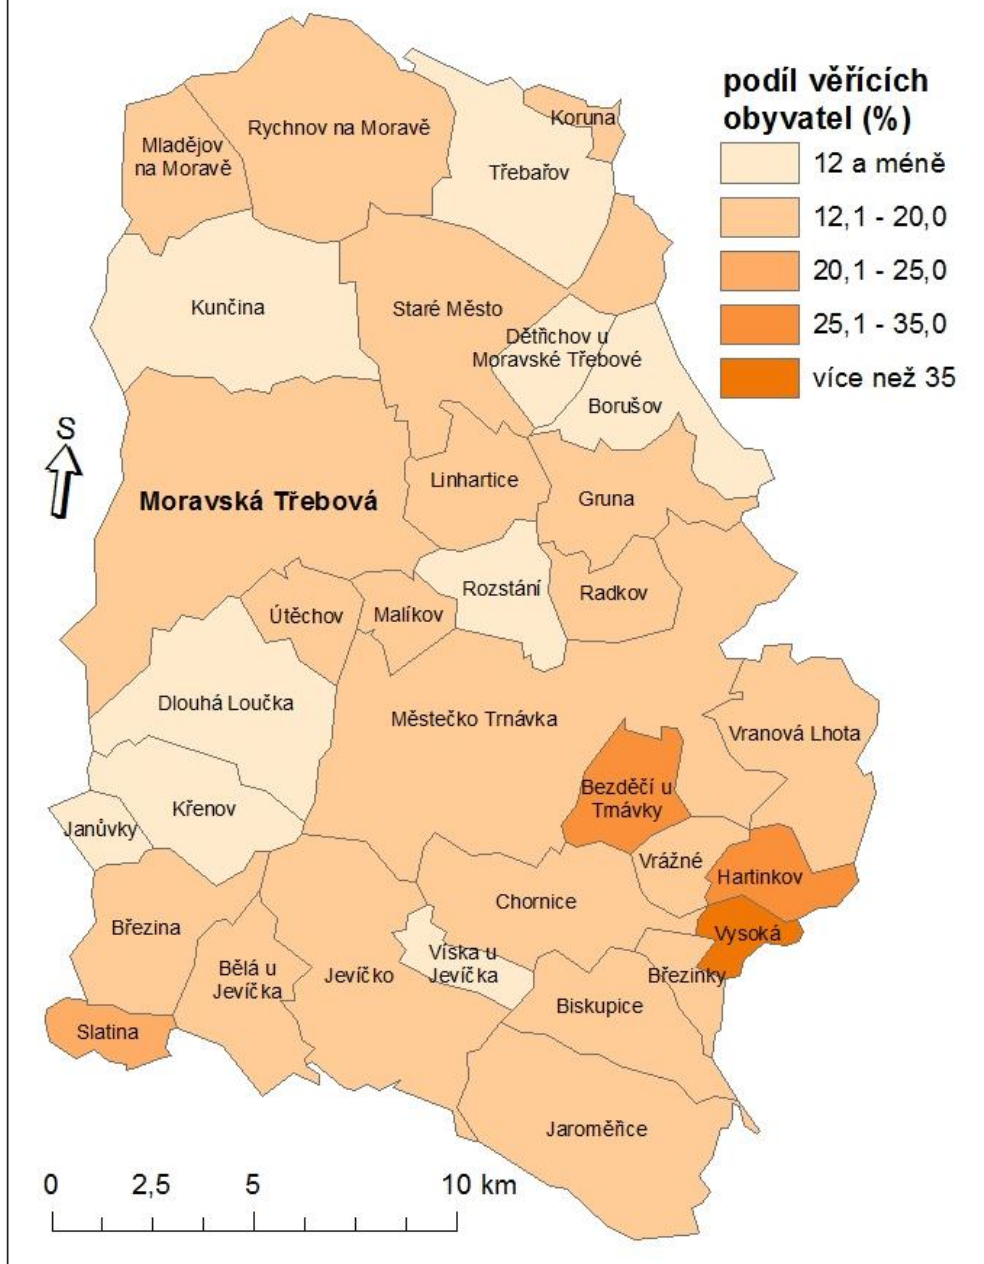 podíl věřících
obyvatel (%)
12 a méně
12,1 - 20,0
20,1 - 25,0
25,1 - 35,0
více než 35
Koruna
Rychnov na Moravě
Mladějov
na Moravě
Třebařov
Kunčina
Staré Město
Dětřichov u
Moravské Třebové
Borušov
S
Linhartice
Moravská Třebová
Gruna
Rozstání
Radkov
Útěchov
Malíkov
Dlouhá Loučka
Městečko Trnávka
Vranová Lhota
Bezděčí u
Trnávky
Křenov
Janůvky
Vrážné
Hartinkov
Chornice
Březina
Vysoká
Víska u
Jevíčka
Bělá u
Jevíčka
Jevíčko
Březinky
Biskupice
Slatina
Jaroměřice
0 2,5 5 10 km